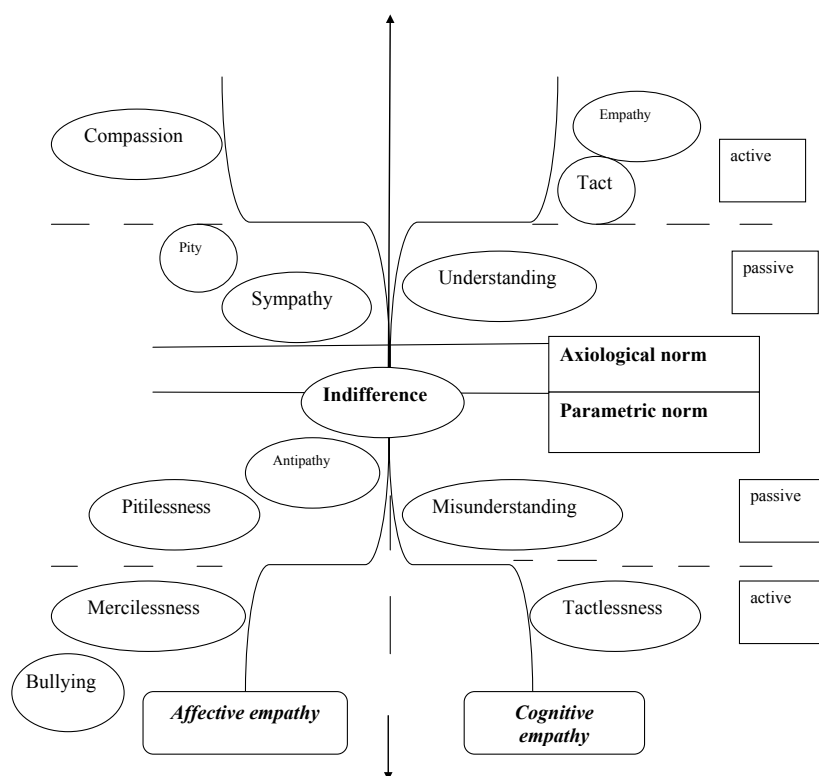 Compassion
Empathy
active
Tact
Pity
Understanding
passive
Sympathy
Axiological norm
Indifference
Parametric norm
Antipathy
Pitilessness
Misunderstanding
passive
Mercilessness
Tactlessness
active
Bullying
Affective empathy
Cognitive
empathy